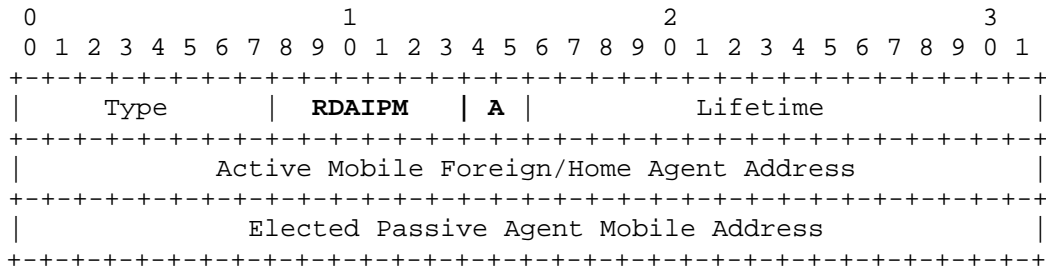 0                   1                   2                   3
0 1 2 3 4 5 6 7 8 9 0 1 2 3 4 5 6 7 8 9 0 1 2 3 4 5 6 7 8 9 0 1
+-+-+-+-+-+-+-+-+-+-+-+-+-+-+-+-+-+-+-+-+-+-+-+-+-+-+-+-+-+-+-+-+
|     Type      |  RDAIPM   | A |          Lifetime             |
+-+-+-+-+-+-+-+-+-+-+-+-+-+-+-+-+-+-+-+-+-+-+-+-+-+-+-+-+-+-+-+-+
|            Active Mobile Foreign/Home Agent Address           |
+-+-+-+-+-+-+-+-+-+-+-+-+-+-+-+-+-+-+-+-+-+-+-+-+-+-+-+-+-+-+-+-+
|              Elected Passive Agent Mobile Address             |
+-+-+-+-+-+-+-+-+-+-+-+-+-+-+-+-+-+-+-+-+-+-+-+-+-+-+-+-+-+-+-+-+